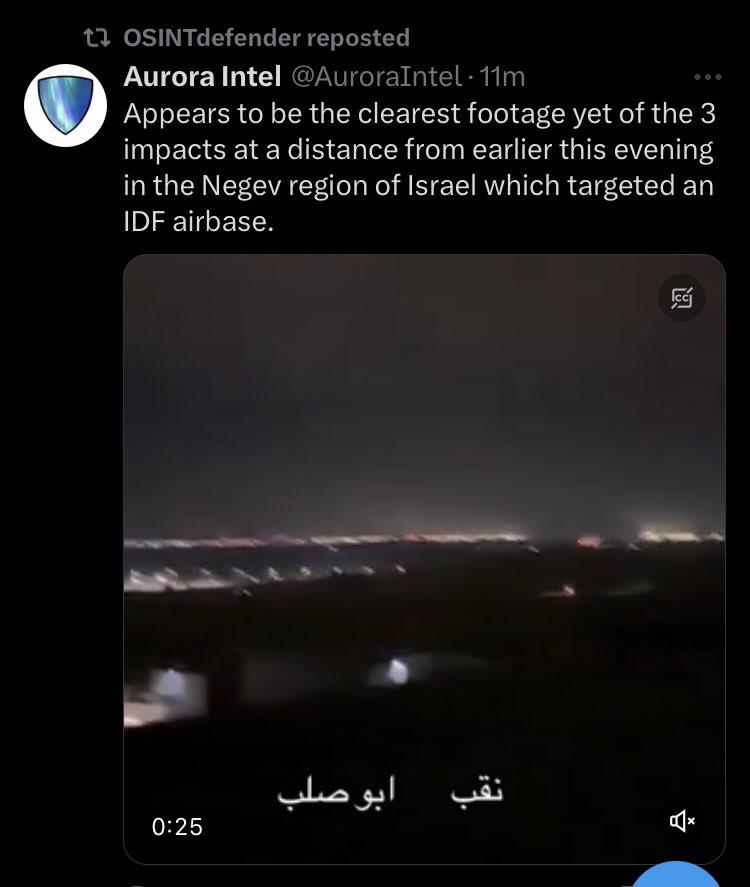 OSINTdefender reposted
Aurora Intel @AuroraIntel · 11m
Appears to be the clearest footage yet of the 3
impacts at a distance from earlier this evening
in the Negev region of Israel which targeted an
IDF airbase.
CC
نقب ابو صلب
0:25